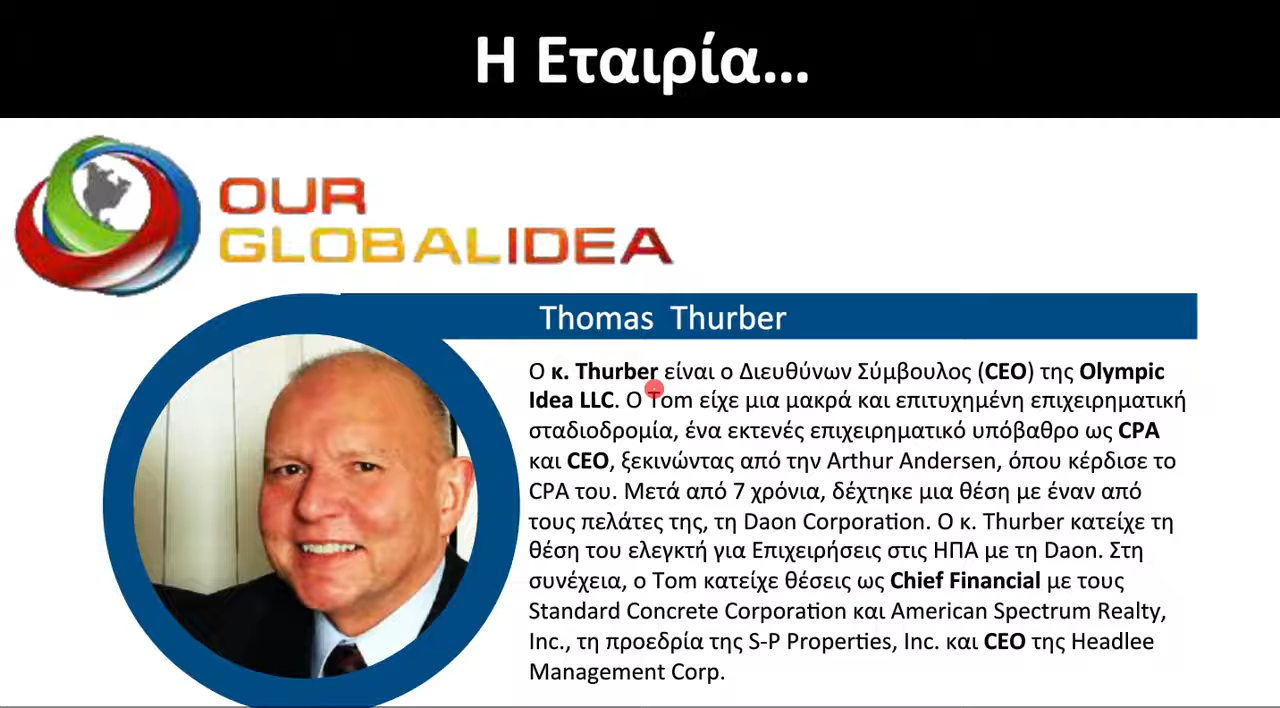 Η Εταιρία...
OUR
GLOBALIDEA
Thomas Thurber
Ο κ. Thurber είναι ο Διευθύνων Σύμβουλος (CEO) της Olympic
Idea LLC. Ο Tom είχε μια μακρά και επιτυχημένη επιχειρηματική
σταδιοδρομία, ένα εκτενές επιχειρηματικό υπόβαθρο ως CPA
και CEO, ξεκινώντας από την Arthur Andersen, όπου κέρδισε το
CPA του. Μετά από 7 χρόνια, δέχτηκε μια θέση με έναν από
τους πελάτες της, τη Daon Corporation. Ο κ. Thurber κατείχε τη
θέση του ελεγκτή για Επιχειρήσεις στις ΗΠΑ με τη Daon. Στη
συνέχεια, ο Tom κατείχε θέσεις ως Chief Financial με τους
Standard Concrete Corporation και American Spectrum Realty,
Inc., τη προεδρία της S-P Properties, Inc. και CEO της Headlee
Management Corp.